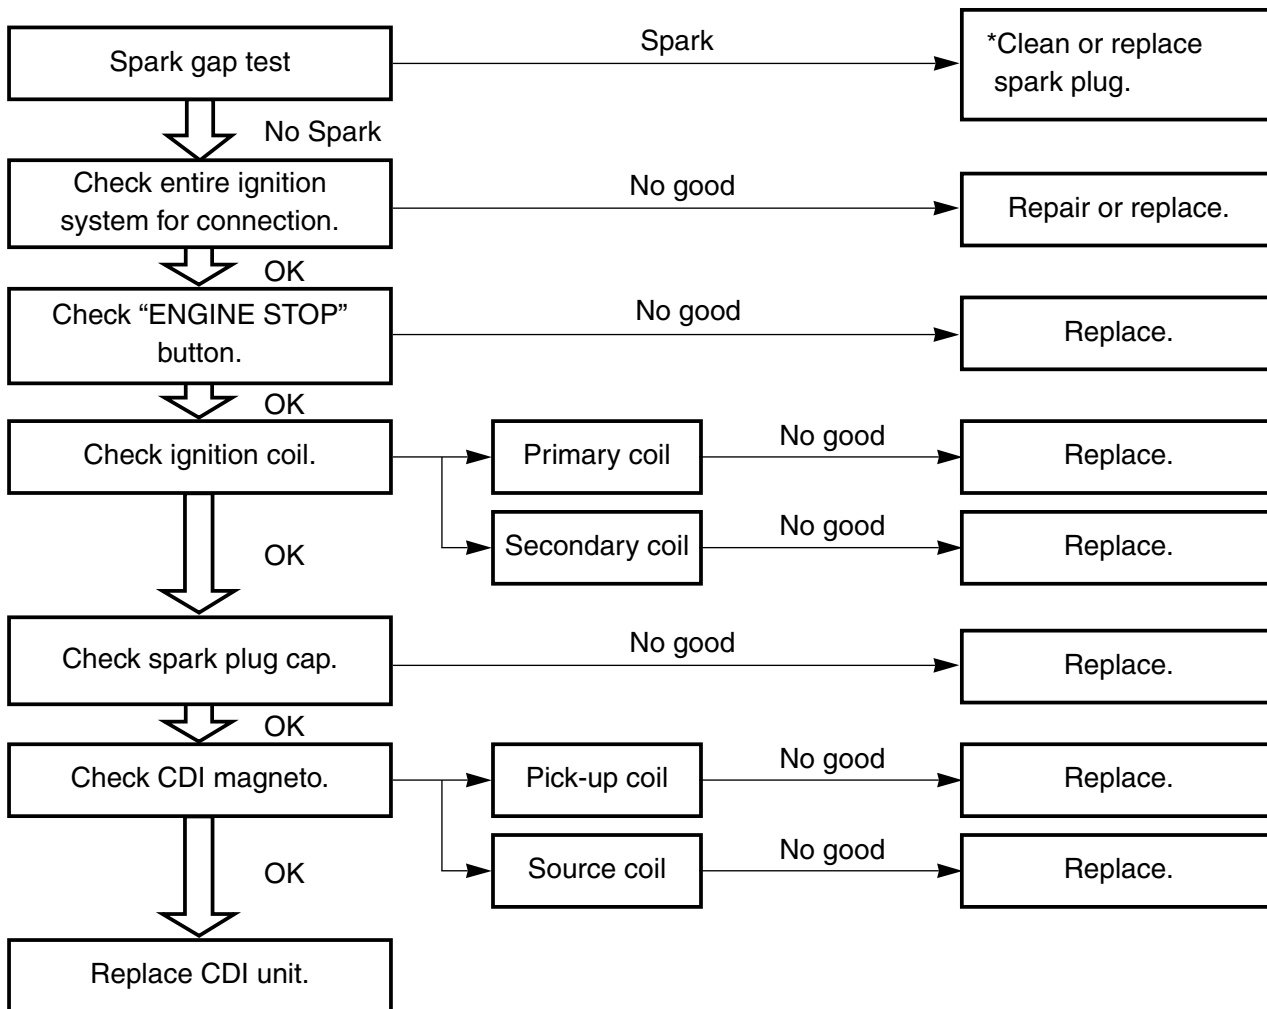 Spark gap test
Spark
*Clean or replace
spark plug.
No Spark
Check entire ignition
system for connection.
No good
Repair or replace.
OK
Check “ENGINE STOP”
button.
No good
Replace.
OK
Check ignition coil.
Primary coil
No good
Replace.
Secondary coil
No good
Replace.
OK
Check spark plug cap.
No good
Replace.
OK
Check CDI magneto.
Pick-up coil
No good
Replace.
Source coil
No good
Replace.
OK
Replace CDI unit.